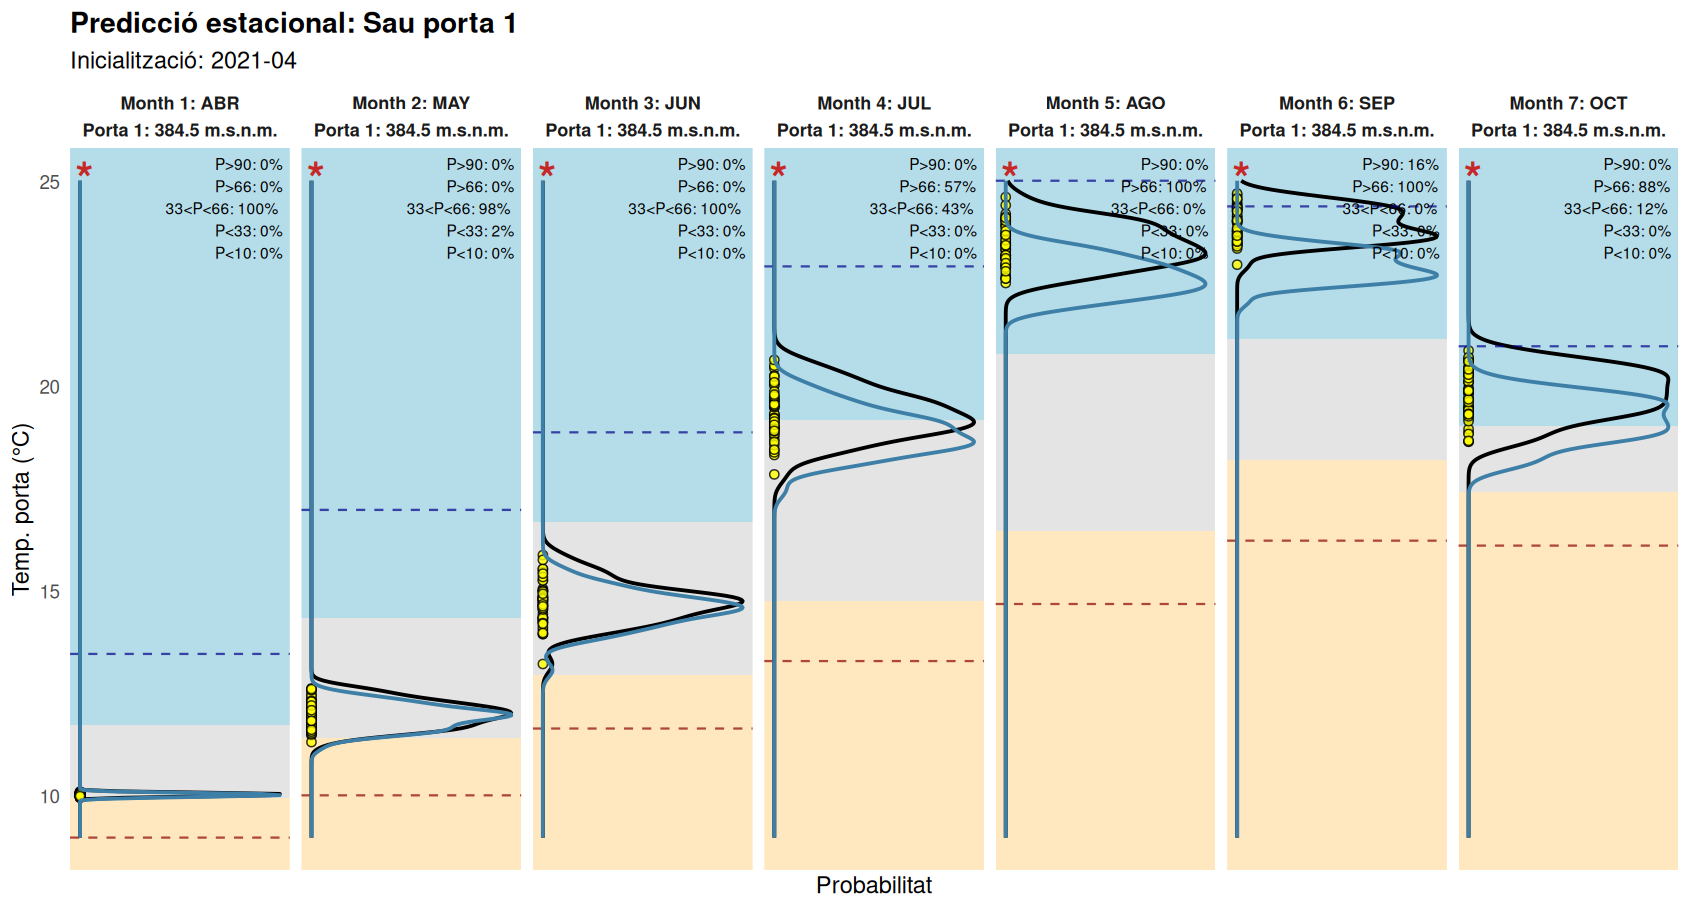 Predicció estacional: Sau porta 1
Inicialització: 2021-04
Month 1: ABR
Porta 1: 384.5 m.s.n.m.
Month 2: MAY
Porta 1: 384.5 m.s.n.m.
Month 3: JUN
Porta 1: 384.5 m.s.n.m.
Month 4: JUL
Porta 1: 384.5 m.s.n.m.
Month 5: AGO
Porta 1: 384.5 m.s.n.m.
Month 6: SEP
Porta 1: 384.5 m.s.n.m.
Month 7: OCT
Porta 1: 384.5 m.s.n.m.
*
P>90: 0%
P>66: 0%
33<P<66: 100%
P<33: 0%
P<10: 0%
*
P>90: 0%
P>66: 0%
33<P<66: 98%
P<33: 2%
P<10: 0%
*
P>90: 0%
P>66: 0%
33<P<66: 100%
P<33: 0%
P<10: 0%
*
P>90: 0%
P>66: 57%
33<P<66: 43%
P<33: 0%
P<10: 0%
*
P>90: 0%
P>66: 100%
33<P<66: 0%
P<33: 0%
P<10: 0%
*
P>90: 16%
P>66: 100%
33<P<66: 0%
P<33: 0%
P<10: 0%
*
P>90: 0%
P>66: 88%
33<P<66: 12%
P<33: 0%
P<10: 0%
25
20
15
10
Temp. porta (°C)
Probabilitat